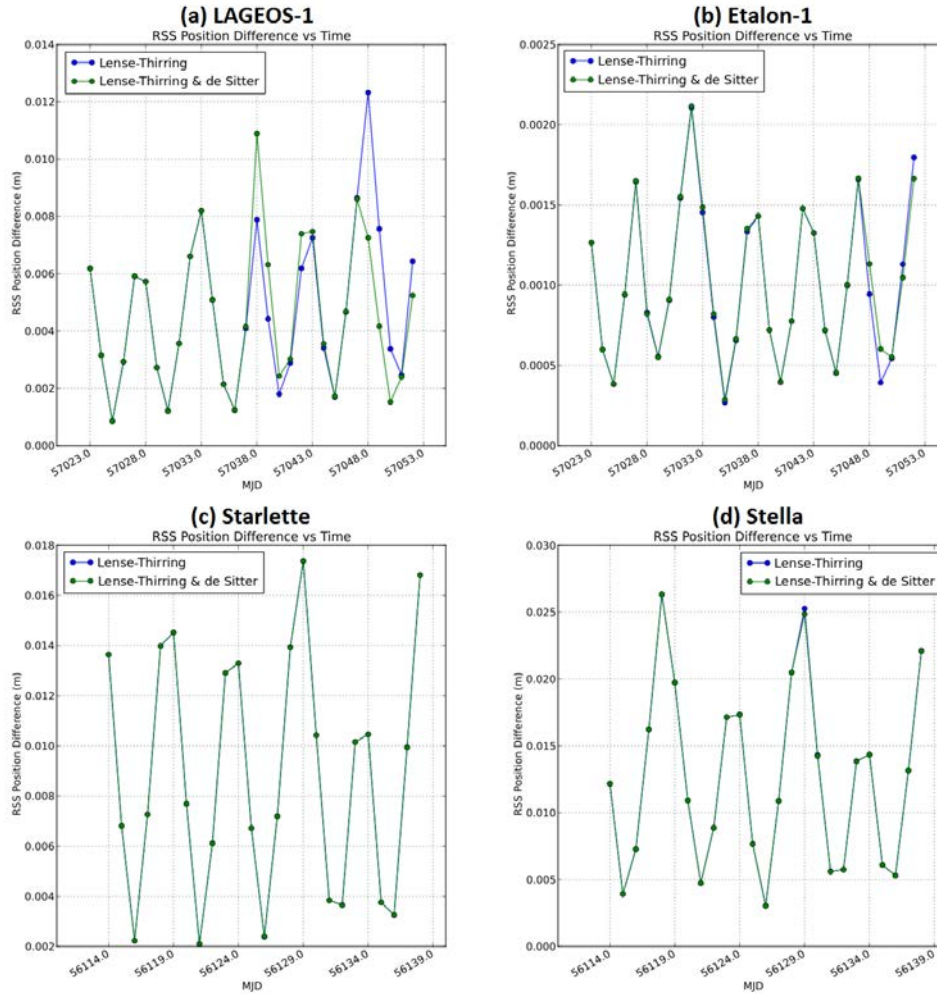 (a) LAGEOS-1
RSS Position Difference vs Time
Lense-Thirring
Lense-Thirring & de Sitter
RSS Position Difference (m)
0.014
0.012
0.010
0.008
0.006
0.004
0.002
0.000
57023.0
57028.0
57033.0
57038.0
57043.0
57048.0
57053.0
MJD
(b) Etalon-1
RSS Position Difference vs Time
Lense-Thirring
Lense-Thirring & de Sitter
RSS Position Difference (m)
0.0025
0.0020
0.0015
0.0010
0.0005
0.0000
57023.0
57028.0
57033.0
57038.0
57043.0
57048.0
57053.0
MJD
(c) Starlette
RSS Position Difference vs Time
Lense-Thirring
Lense-Thirring & de Sitter
RSS Position Difference (m)
0.018
0.016
0.014
0.012
0.010
0.008
0.006
0.004
0.002
56114.0
56119.0
56124.0
56129.0
56134.0
56139.0
MJD
(d) Stella
RSS Position Difference vs Time
Lense-Thirring
Lense-Thirring & de Sitter
RSS Position Difference (m)
0.030
0.025
0.020
0.015
0.010
0.005
0.000
56114.0
56119.0
56124.0
56129.0
56134.0
56139.0
MJD